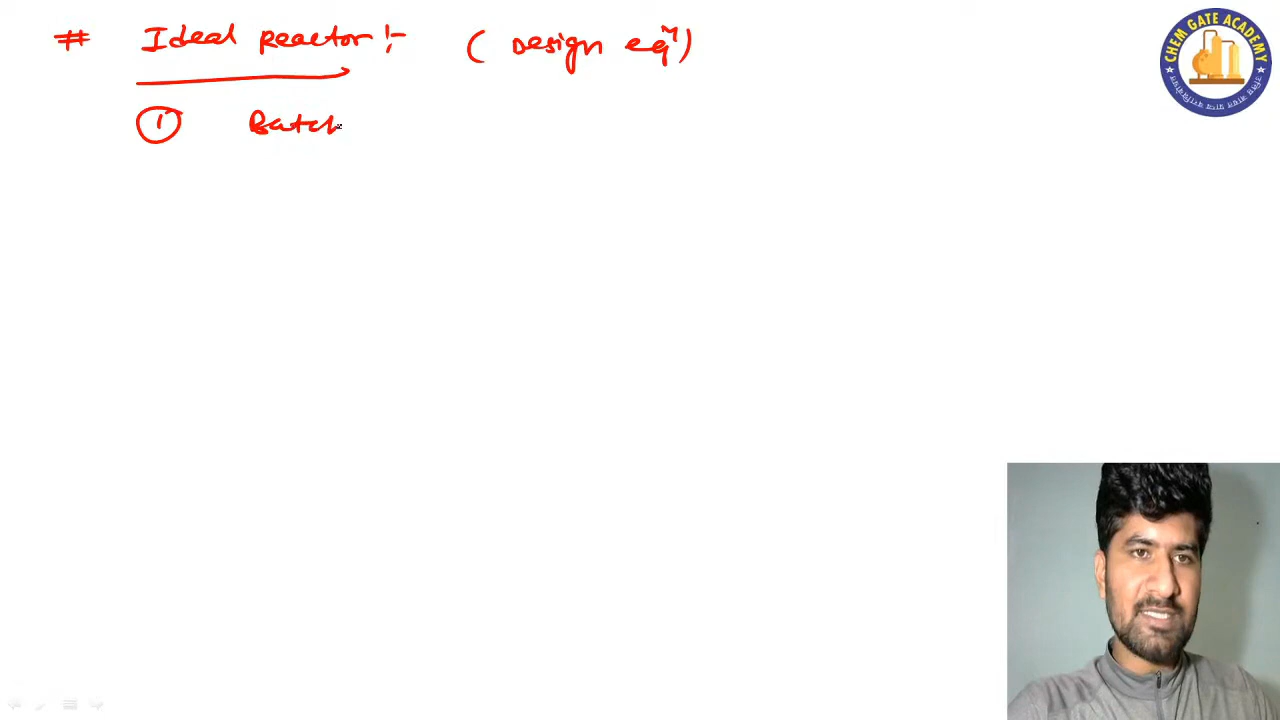 # Ideal Reactor :- ( Design eqⁿ)
① Batch
CHEM GATE ACADEMY